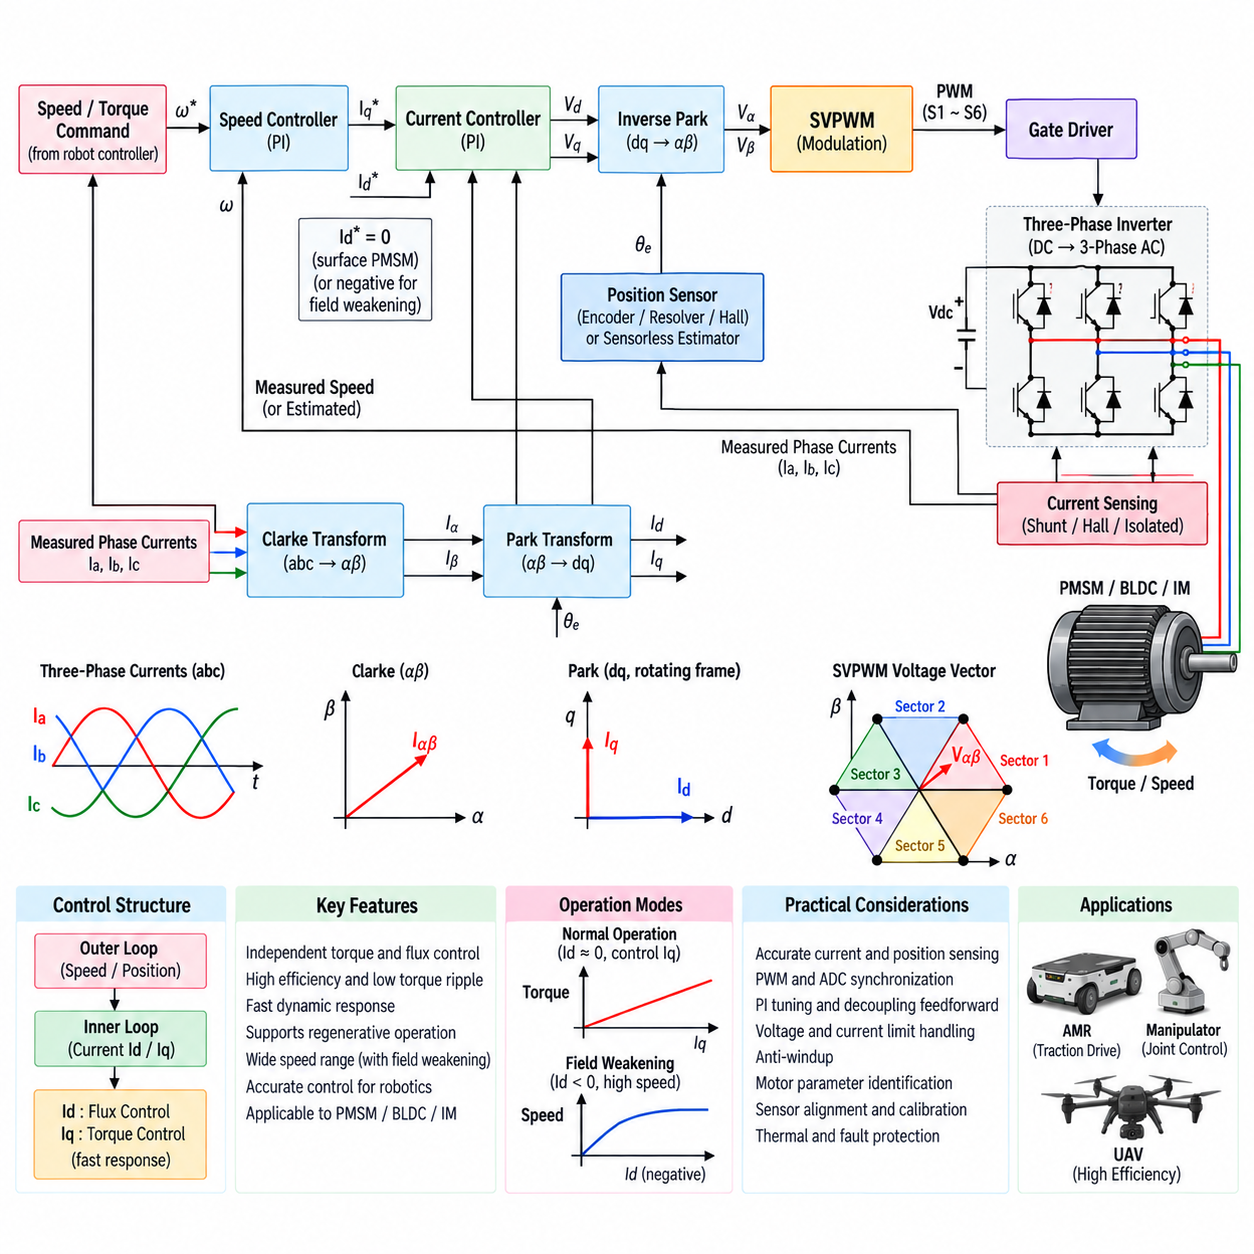 Speed / Torque
Command
(from robot controller)
ω*
Speed Controller
(PI)
Iq*
Current Controller
(PI)
Vd
Vq
Inverse Park
(dq → αβ)
Vα
Vβ
SVPWM
(Modulation)
PWM
(S1 ~ S6)
Gate Driver
Id*
ω
Id* = 0
(surface PMSM)
(or negative for
field weakening)
θe
Position Sensor
(Encoder / Resolver / Hall)
or Sensorless Estimator
Three-Phase Inverter
(DC → 3-Phase AC)
Vdc
+
−
Measured Speed
(or Estimated)
Measured Phase Currents
(Ia, Ib, Ic)
Current Sensing
(Shunt / Hall / Isolated)
Measured Phase Currents
Ia, Ib, Ic
Clarke Transform
(abc → αβ)
Iα
Iβ
Park Transform
(αβ → dq)
Id
Iq
θe
PMSM / BLDC / IM
Torque / Speed
Three-Phase Currents (abc)
Ia
Ib
Ic
t
Clarke (αβ)
β
Iαβ
α
Park (dq, rotating frame)
q
Iq
Id
d
SVPWM Voltage Vector
β
Sector 2
Vαβ
Sector 1
Sector 3
Sector 4
Sector 6
Sector 5
α
Control Structure
Outer Loop
(Speed / Position)
Inner Loop
(Current Id / Iq)
Id : Flux Control
Iq : Torque Control
(fast response)
Key Features
Independent torque and flux control
High efficiency and low torque ripple
Fast dynamic response
Supports regenerative operation
Wide speed range (with field weakening)
Accurate control for robotics
Applicable to PMSM / BLDC / IM
Operation Modes
Normal Operation
(Id ≈ 0, control Iq)
Torque
Iq
Field Weakening
(Id < 0, high speed)
Speed
Id (negative)
Practical Considerations
Accurate current and position sensing
PWM and ADC synchronization
PI tuning and decoupling feedforward
Voltage and current limit handling
Anti-windup
Motor parameter identification
Sensor alignment and calibration
Thermal and fault protection
Applications
AMR
(Traction Drive)
Manipulator
(Joint Control)
UAV
(High Efficiency)